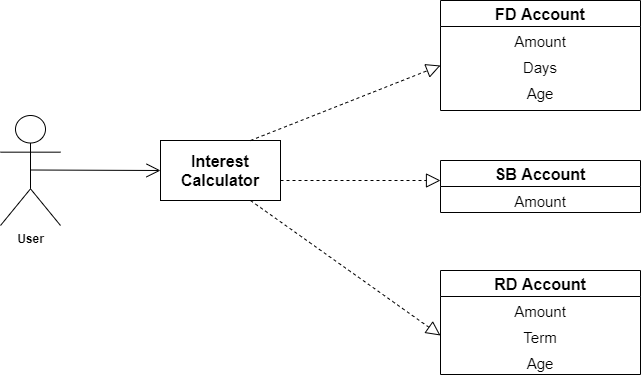 User
Interest
Calculator
FD Account
Amount
Days
Age
SB Account
Amount
RD Account
Amount
Term
Age